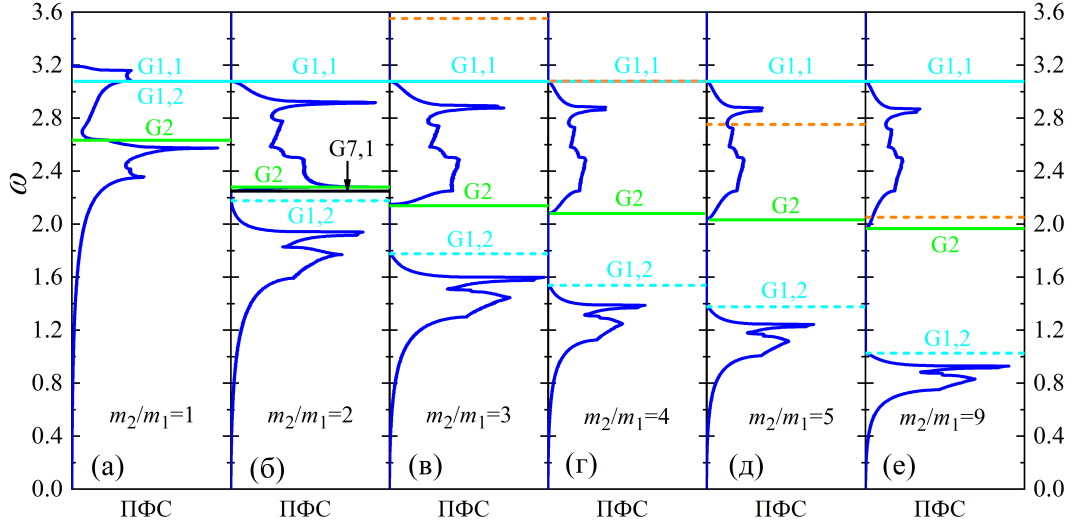 3.6
3.2
2.8
2.4
2.0
1.6
1.2
0.8
0.4
0.0
ω
G1,1
G1,2
G2
m2/m1=1
(а)
ПФС
G1,1
G7,1
G2
G1,2
m2/m1=2
(б)
ПФС
G1,1
G2
G1,2
m2/m1=3
(в)
ПФС
G1,1
G2
G1,2
m2/m1=4
(г)
ПФС
G1,1
G2
G1,2
m2/m1=5
(д)
ПФС
G1,1
G2
G1,2
m2/m1=9
(е)
ПФС
3.6
3.2
2.8
2.4
2.0
1.6
1.2
0.8
0.4
0.0